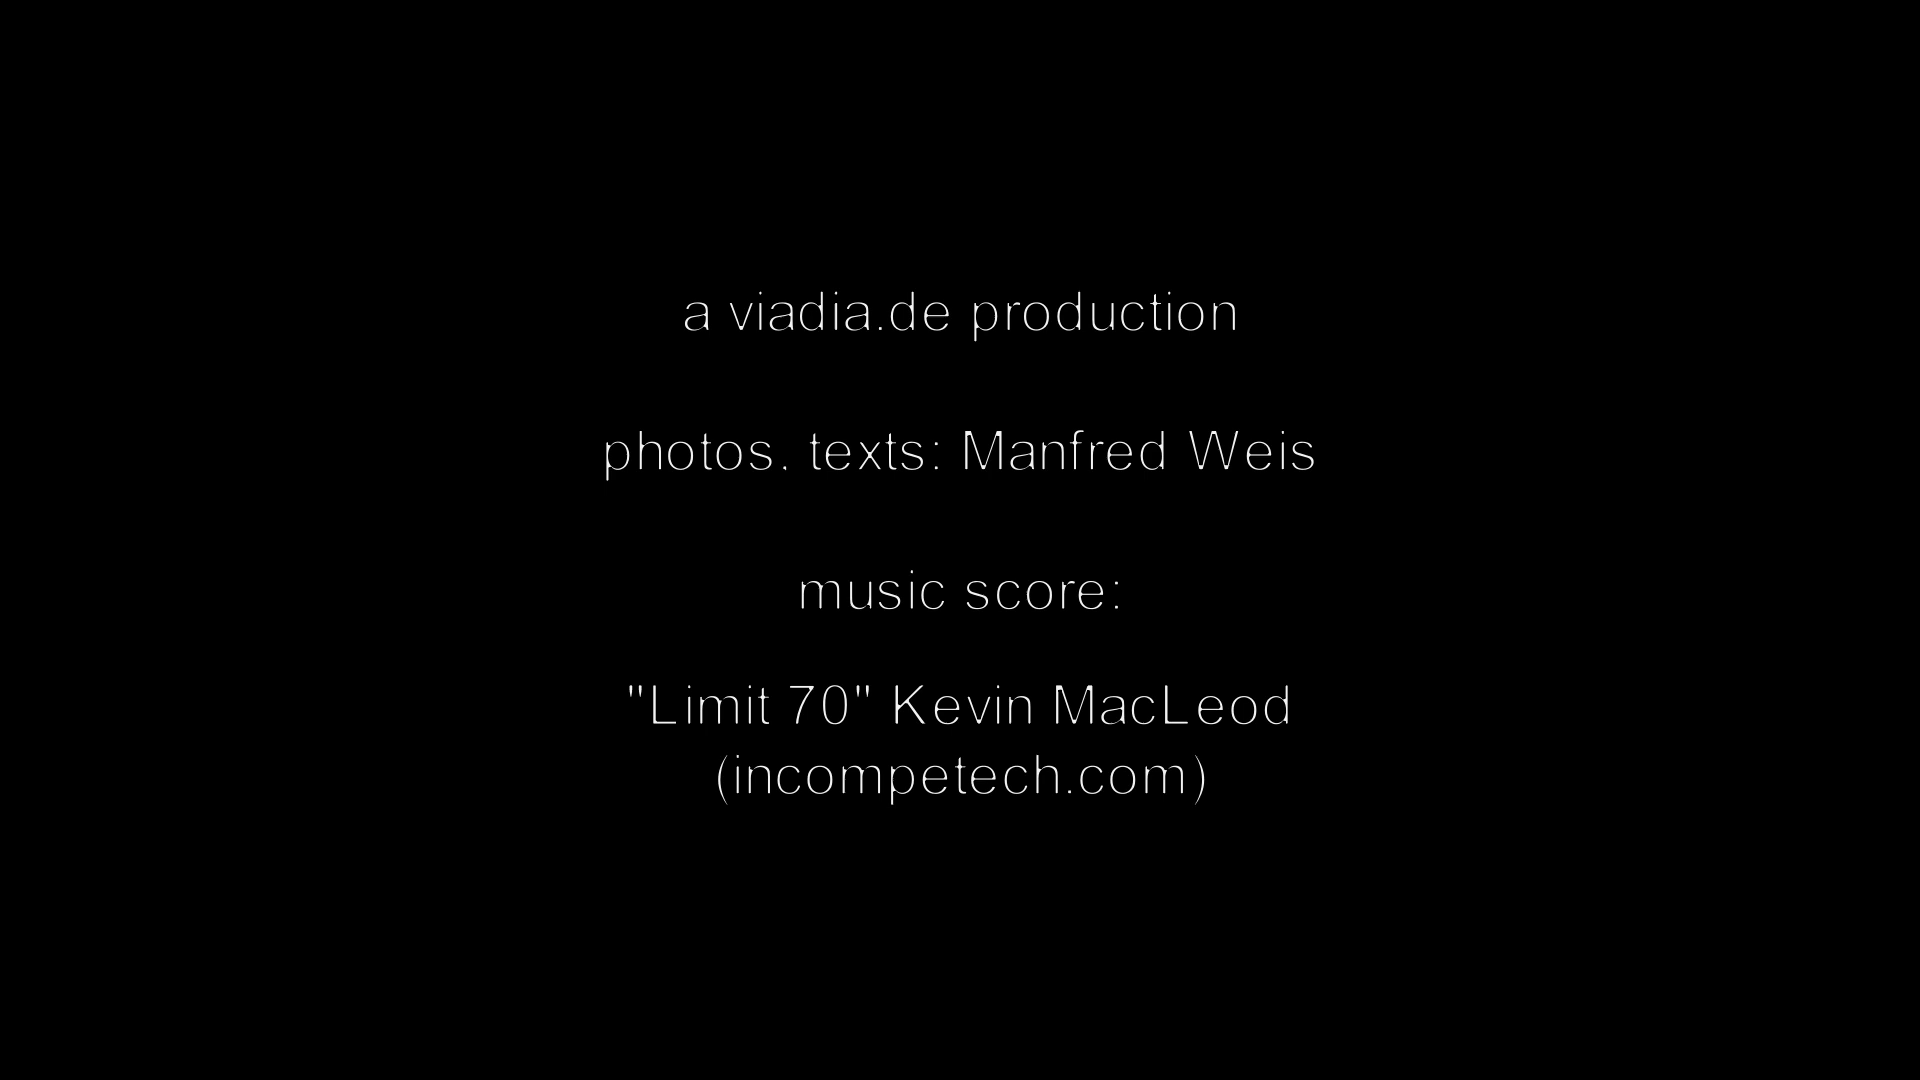 a viadia.de production
photos. texts: Manfred Weis
music score:
"Limit 70" Kevin MacLeod
(incompetech.com)